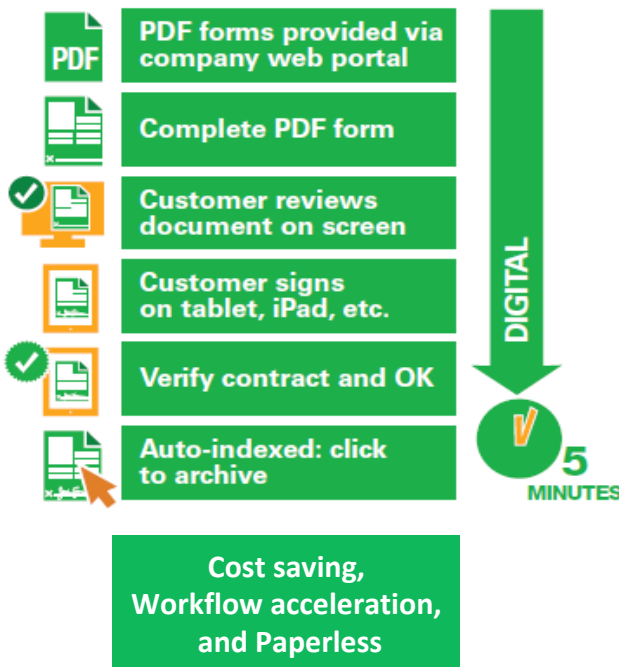 PDF
PDF forms provided via
company web portal
Complete PDF form
Customer reviews
document on screen
Customer signs
on tablet, iPad, etc.
Verify contract and OK
Auto-indexed: click
to archive
DIGITAL
5
MINUTES
Cost saving,
Workflow acceleration,
and Paperless